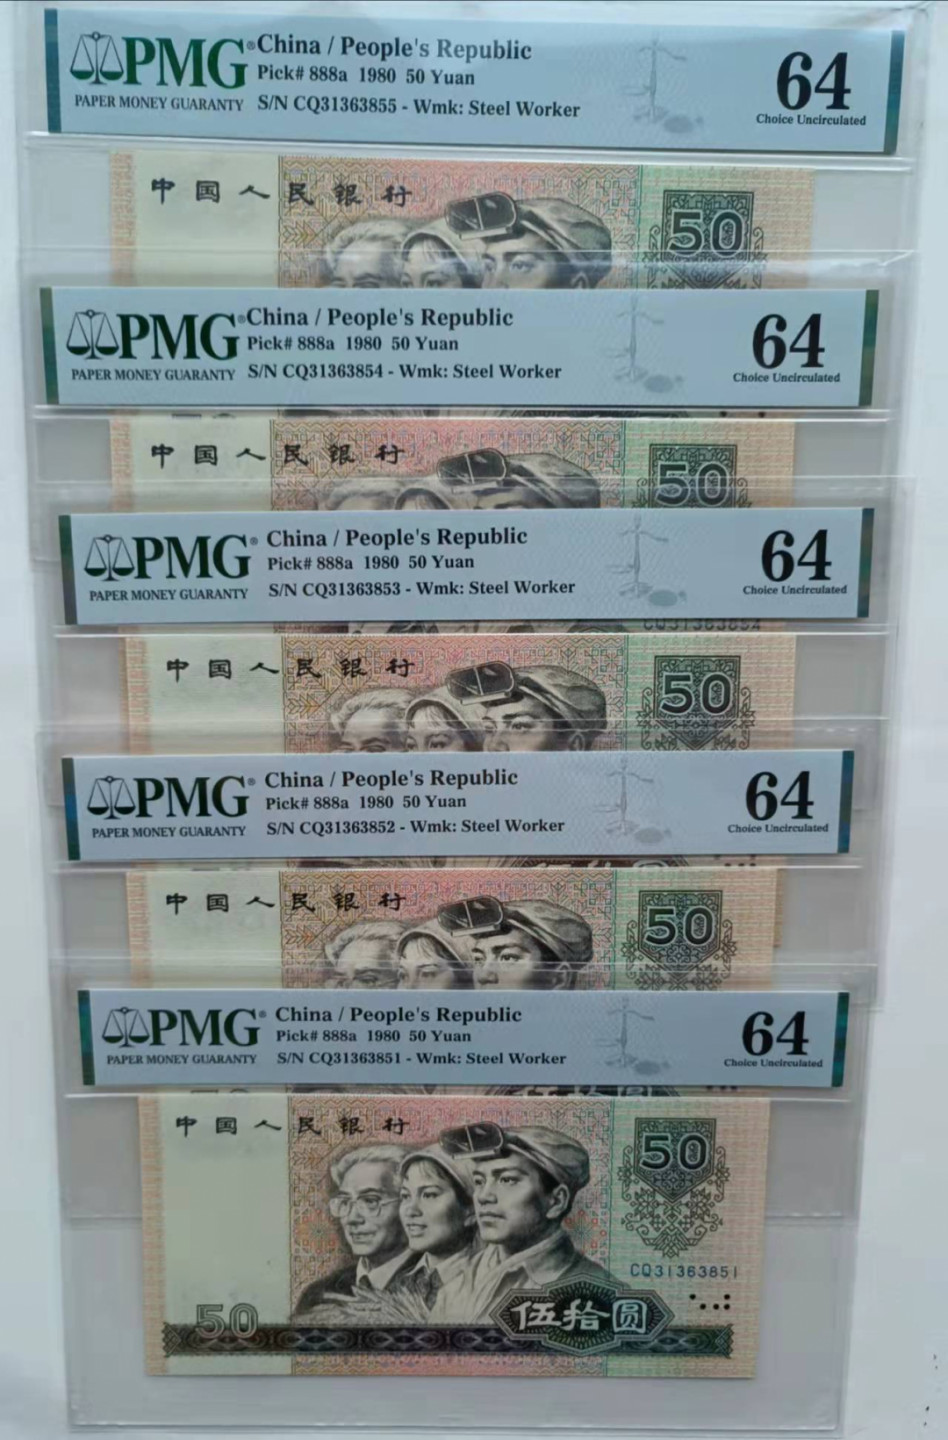 PMG® China / People's Republic
Pick# 888a 1980 50 Yuan
PAPER MONEY GUARANTY S/N CQ31363855 - Wmk: Steel Worker
64
Choice Uncirculated
中国人民银行
50
PMG® China / People's Republic
Pick# 888a 1980 50 Yuan
PAPER MONEY GUARANTY S/N CQ31363854 - Wmk: Steel Worker
64
Choice Uncirculated
中国人民银行
50
PMG® China / People's Republic
Pick# 888a 1980 50 Yuan
PAPER MONEY GUARANTY S/N CQ31363853 - Wmk: Steel Worker
64
Choice Uncirculated
CQ31363854
中国人民银行
50
PMG® China / People's Republic
Pick# 888a 1980 50 Yuan
PAPER MONEY GUARANTY S/N CQ31363852 - Wmk: Steel Worker
64
Choice Uncirculated
中国人民银行
50
PMG® China / People's Republic
Pick# 888a 1980 50 Yuan
PAPER MONEY GUARANTY S/N CQ31363851 - Wmk: Steel Worker
64
Choice Uncirculated
中国人民银行
50
CQ31363851
50 伍拾圆